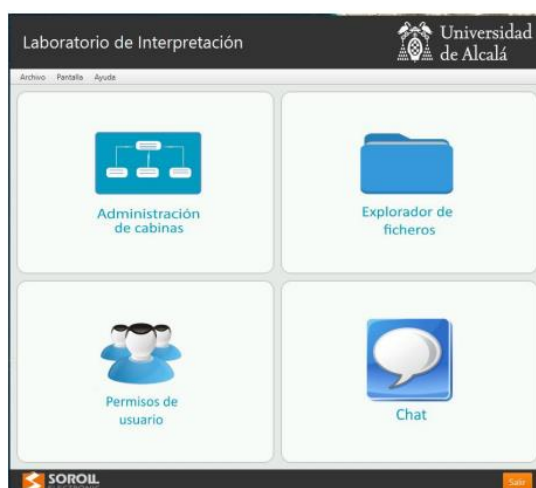 Laboratorio de Interpretación
Universidad
de Alcalá
Archivo Pantalla Ayuda
Administración
de cabinas
Explorador de
ficheros
Permisos de
usuario
Chat
SOROLL
ELECTRONIC
Salir